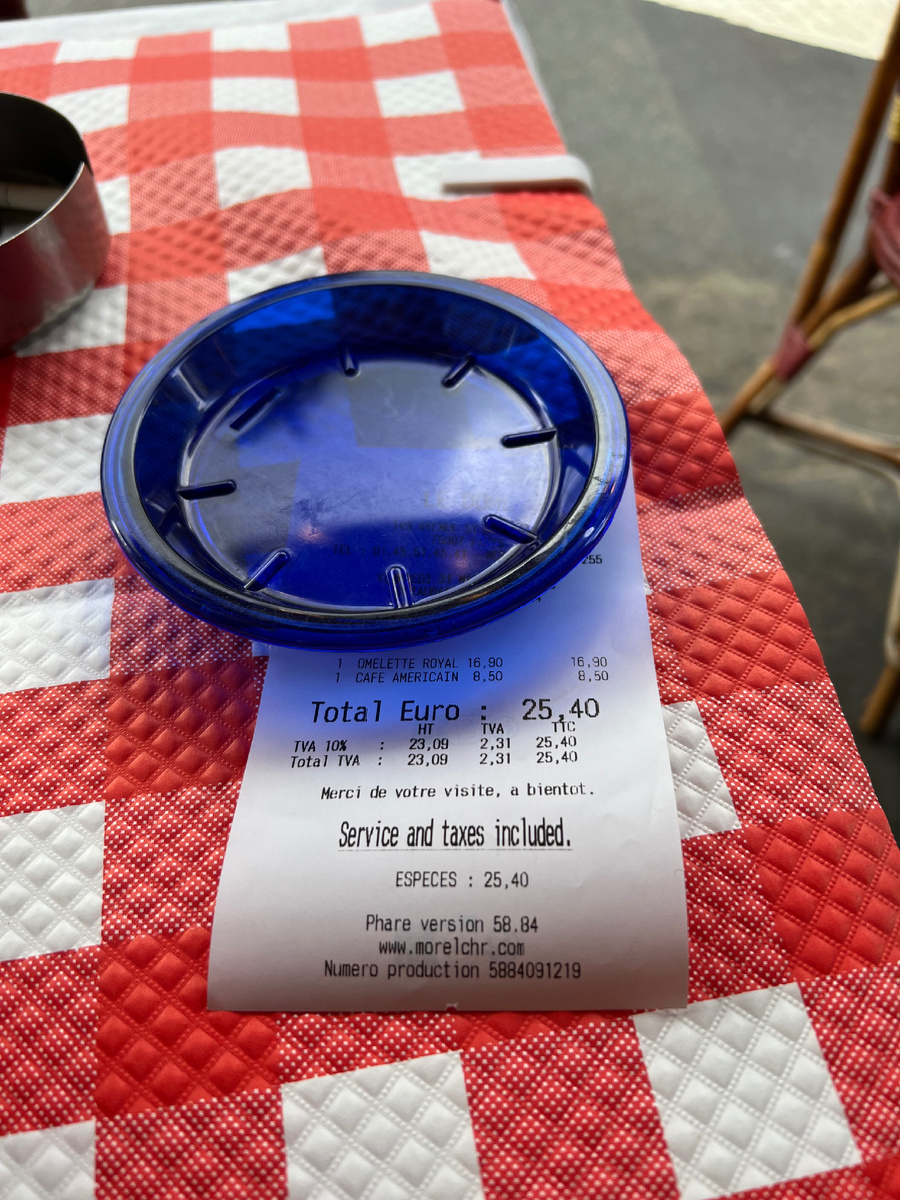 255
1 OMELETTE ROYAL 16,90 16,90
1 CAFE AMERICAIN 8,50 8,50
Total Euro : 25,40
HT TVA TTC
TVA 10% : 23,09 2,31 25,40
Total TVA : 23,09 2,31 25,40
Merci de votre visite, a bientot.
Service and taxes included.
ESPECES : 25,40
Phare version 58.84
www.morelchr.com
Numero production 5884091219